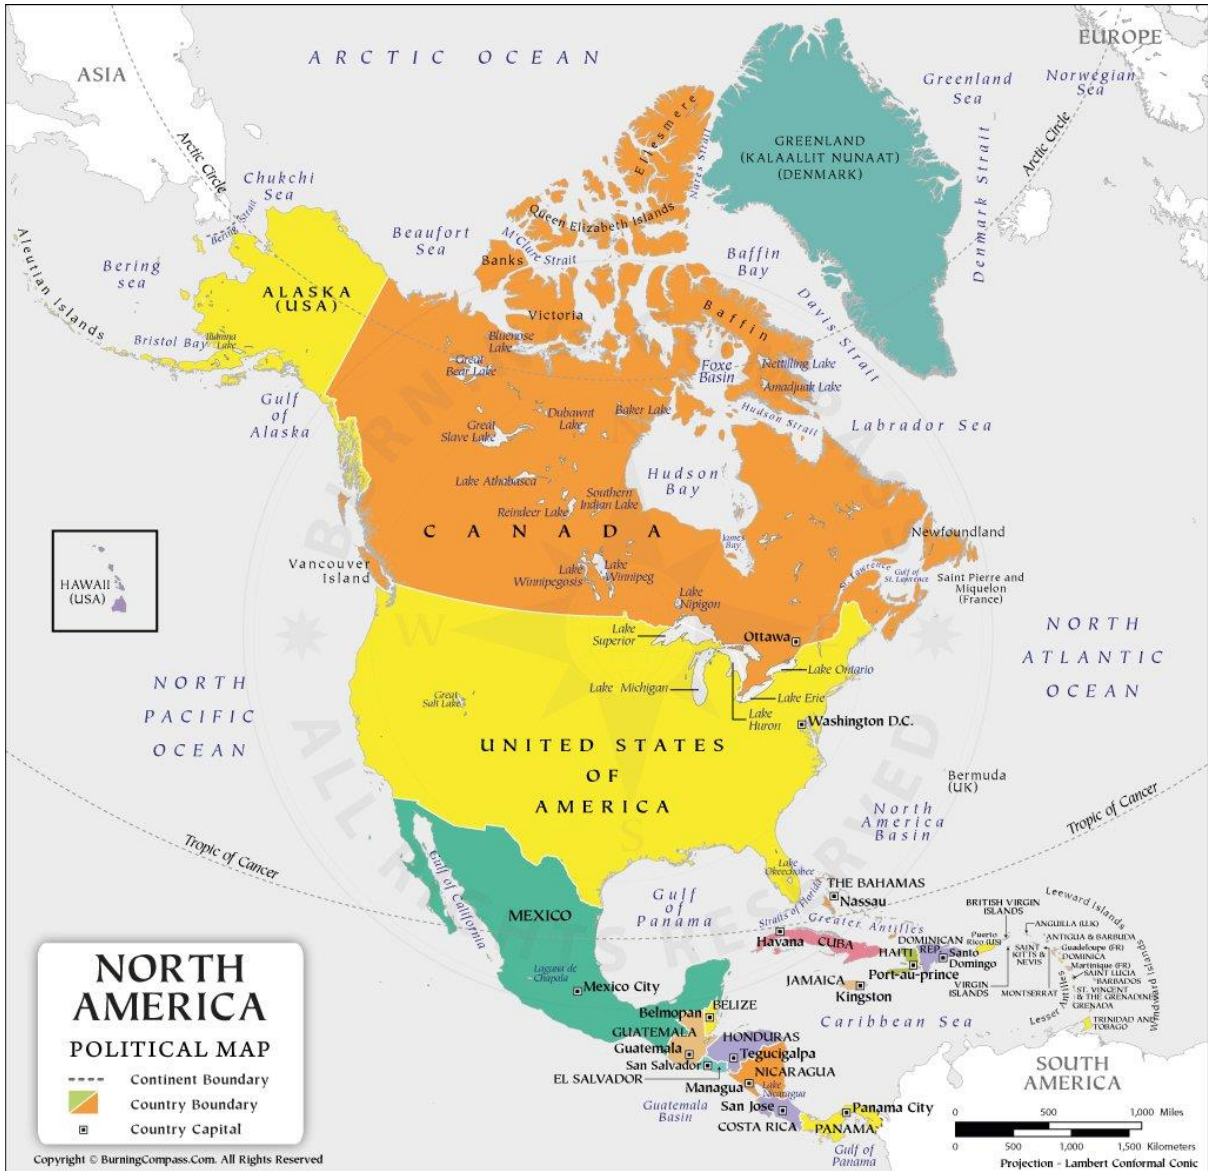 ARCTIC OCEAN
ASIA
EUROPE
Greenland
Sea
Norwegian
Sea
Arctic Circle
Arctic Circle
Chukchi
Sea
Bering Strait
Bering
sea
Aleutian Islands
Beaufort
Sea
Ellesmere
Nares Strait
GREENLAND
(KALAALLIT NUNAAT)
(DENMARK)
Denmark Strait
Queen Elizabeth Islands
M'Clure Strait
Banks
Baffin
Bay
Davis Strait
ALASKA
(USA)
Victoria
Baffin
Bristol Bay
Iliamna
Lake
Bluenose
Lake
Great
Bear Lake
Foxe
Basin
Nettilling Lake
Amadjuak Lake
Gulf
of
Alaska
Dubawnt
Lake
Baker Lake
Hudson Strait
Labrador Sea
Great
Slave Lake
Hudson
Bay
Lake Athabasca
Southern
Indian Lake
Reindeer Lake
CANADA
James
Bay
Newfoundland
HAWAII
(USA)
Vancouver
Island
Lake
Winnipegosis
Lake
Winnipeg
St. Lawrence
Gulf of
St. Lawrence
Saint Pierre and
Miquelon
(France)
Lake
Nipigon
Lake
Superior
Ottawa
NORTH
ATLANTIC
OCEAN
Lake Ontario
NORTH
PACIFIC
OCEAN
Great
Salt Lake
Lake Michigan
Lake Erie
Lake
Huron
Washington D.C.
UNITED STATES
OF
AMERICA
Bermuda
(UK)
North
America
Basin
Tropic of Cancer
Tropic of Cancer
Gulf of California
Lake
Okeechobee
Straits of Florida
THE BAHAMAS
Nassau
Gulf
of
Panama
MEXICO
Greater Antilles
Leeward Islands
BRITISH VIRGIN
ISLANDS
ANGUILLA (U.K)
Havana
CUBA
DOMINICAN
REP.
Puerto
Rico (US)
SAINT
KITTS &
NEVIS
ANTIGUA & BARBUDA
Guadeloupe (FR)
DOMINICA
Martinique (FR)
HAITI
Santo
Domingo
Port-au-prince
Laguna de
Chapala
Mexico City
JAMAICA
Kingston
VIRGIN
ISLANDS
MONTSERRAT
SAINT LUCIA
BARBADOS
ST. VINCENT
& THE GRENADINES
GRENADA
Lesser Antilles
Windward Islands
Belmopan
BELIZE
Caribbean Sea
TRINIDAD AND
TOBAGO
GUATEMALA
Guatemala
HONDURAS
Tegucigalpa
San Salvador
EL SALVADOR
NICARAGUA
Managua
Lake
Nicaragua
Guatemala
Basin
San Jose
COSTA RICA
Panama City
PANAMA
Gulf of
Panama
SOUTH
AMERICA
NORTH
AMERICA
POLITICAL MAP
Continent Boundary
Country Boundary
Country Capital
0 500 1,000 Miles
0 500 1,000 1,500 Kilometers
Projection - Lambert Conformal Conic
Copyright © BurningCompass.Com. All Rights Reserved
ALL RIGHTS RESERVED
W
S